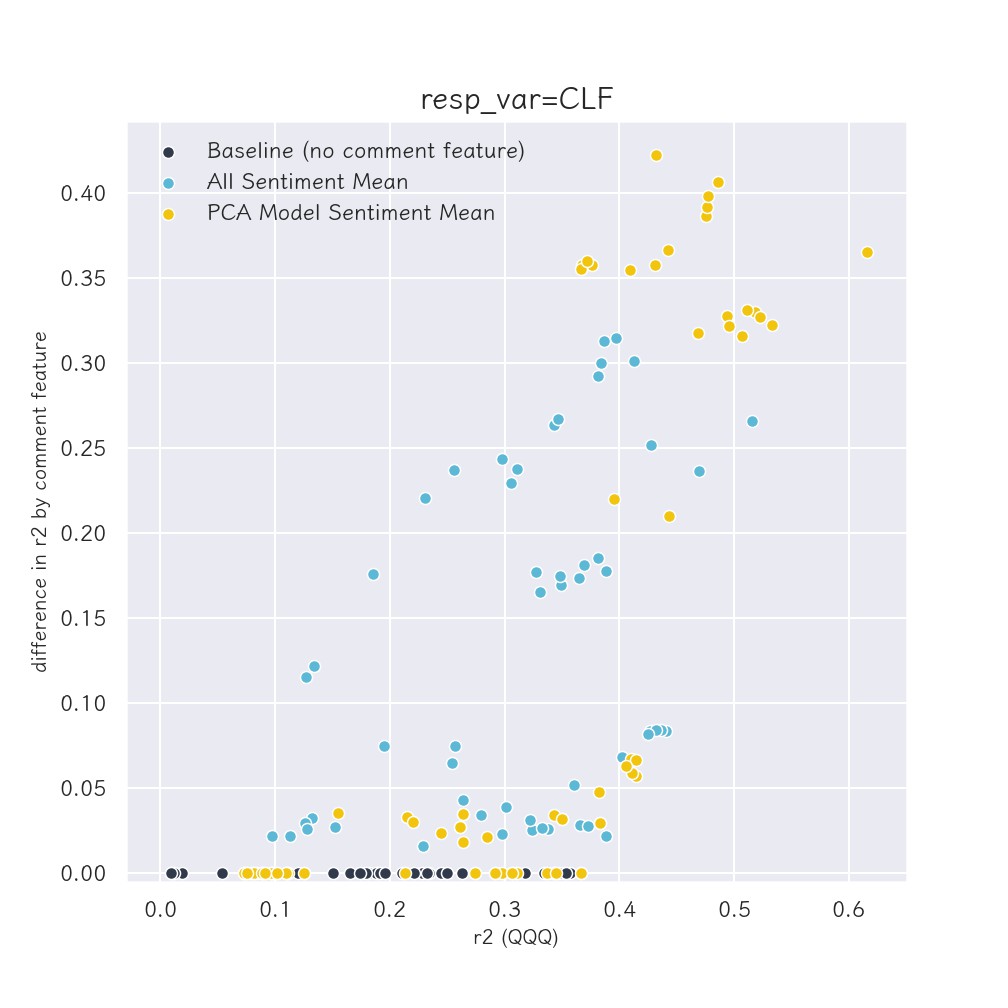 resp_var=CLF
Baseline (no comment feature)
All Sentiment Mean
PCA Model Sentiment Mean
difference in r2 by comment feature
0.40
0.35
0.30
0.25
0.20
0.15
0.10
0.05
0.00
0.0 0.1 0.2 0.3 0.4 0.5 0.6
r2 (QQQ)